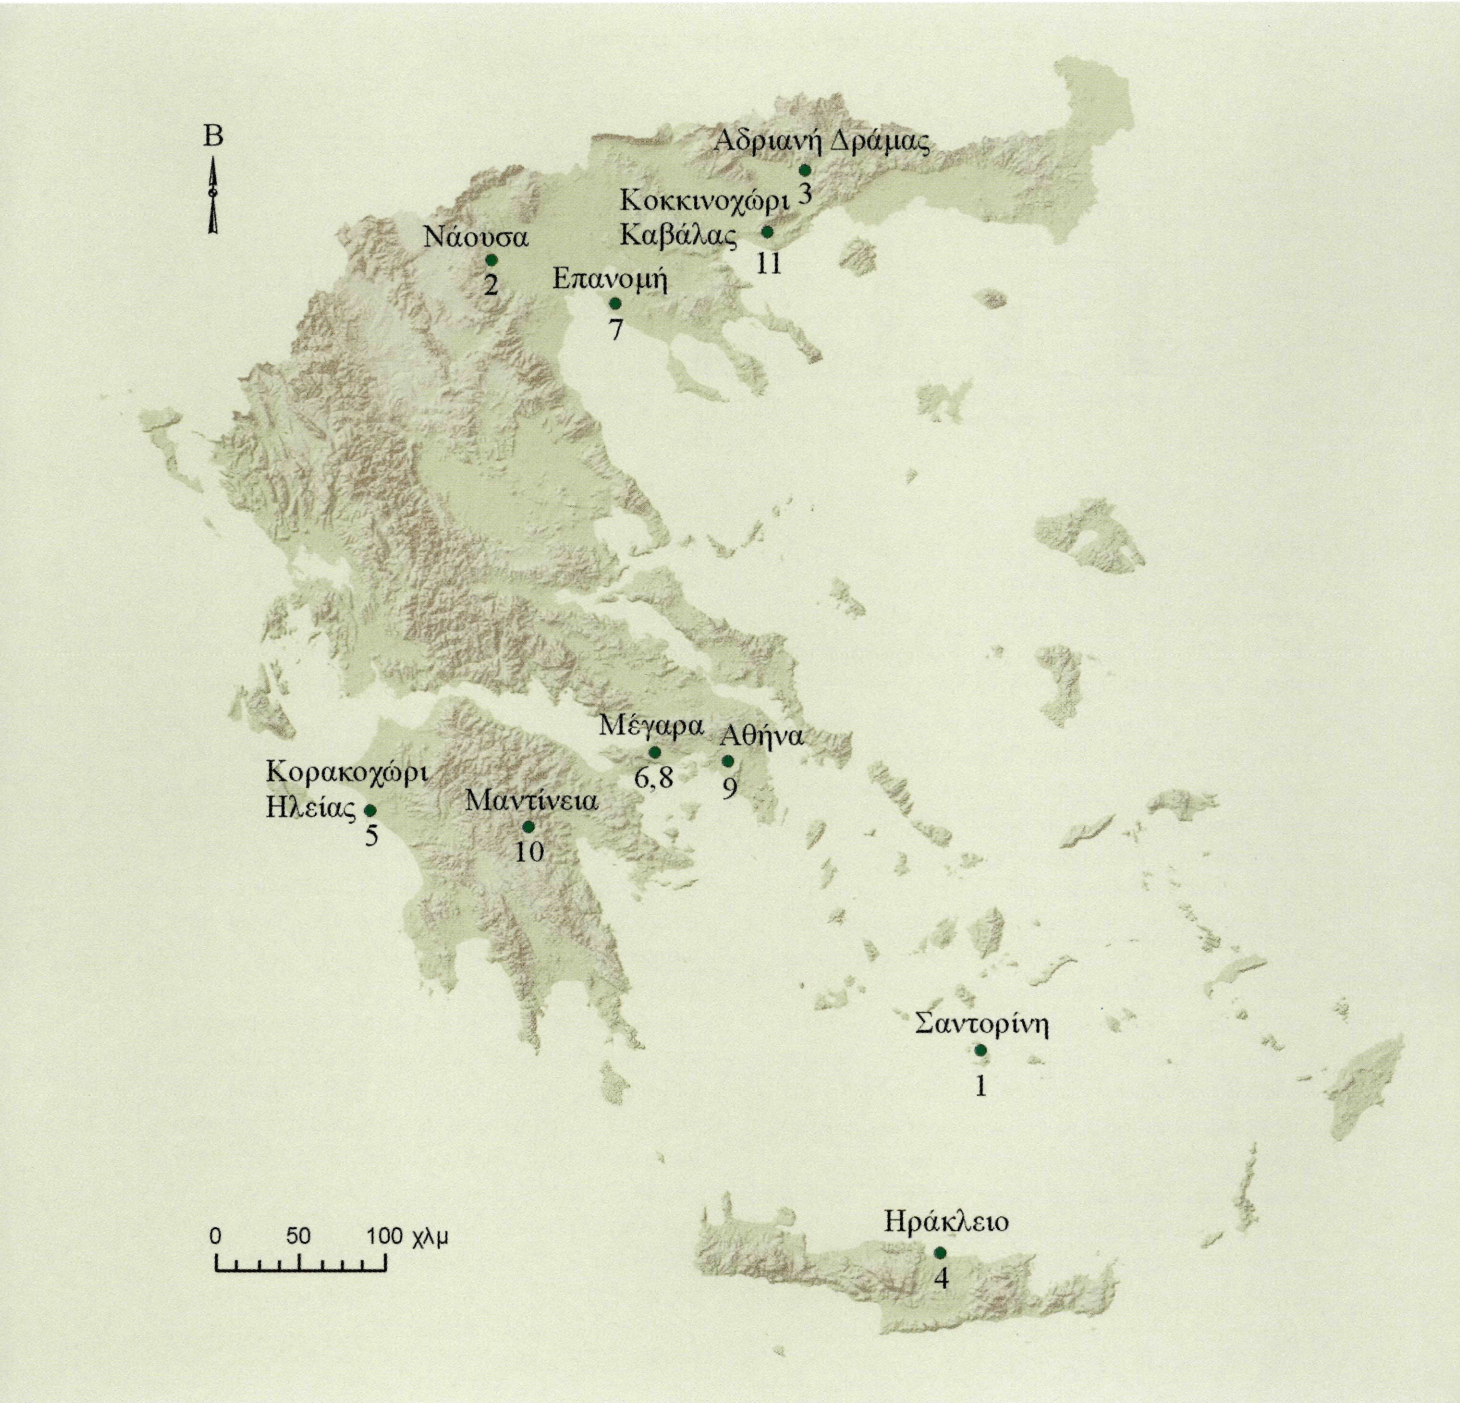 Β
Αδριανή Δράμας
3
Κοκκινοχώρι
Καβάλας
11
Νάουσα
2
Επανομή
7
Μέγαρα
6,8
Αθήνα
9
Κορακοχώρι
Ηλείας
5
Μαντίνεια
10
Σαντορίνη
1
Ηράκλειο
4
0 50 100 χλμ